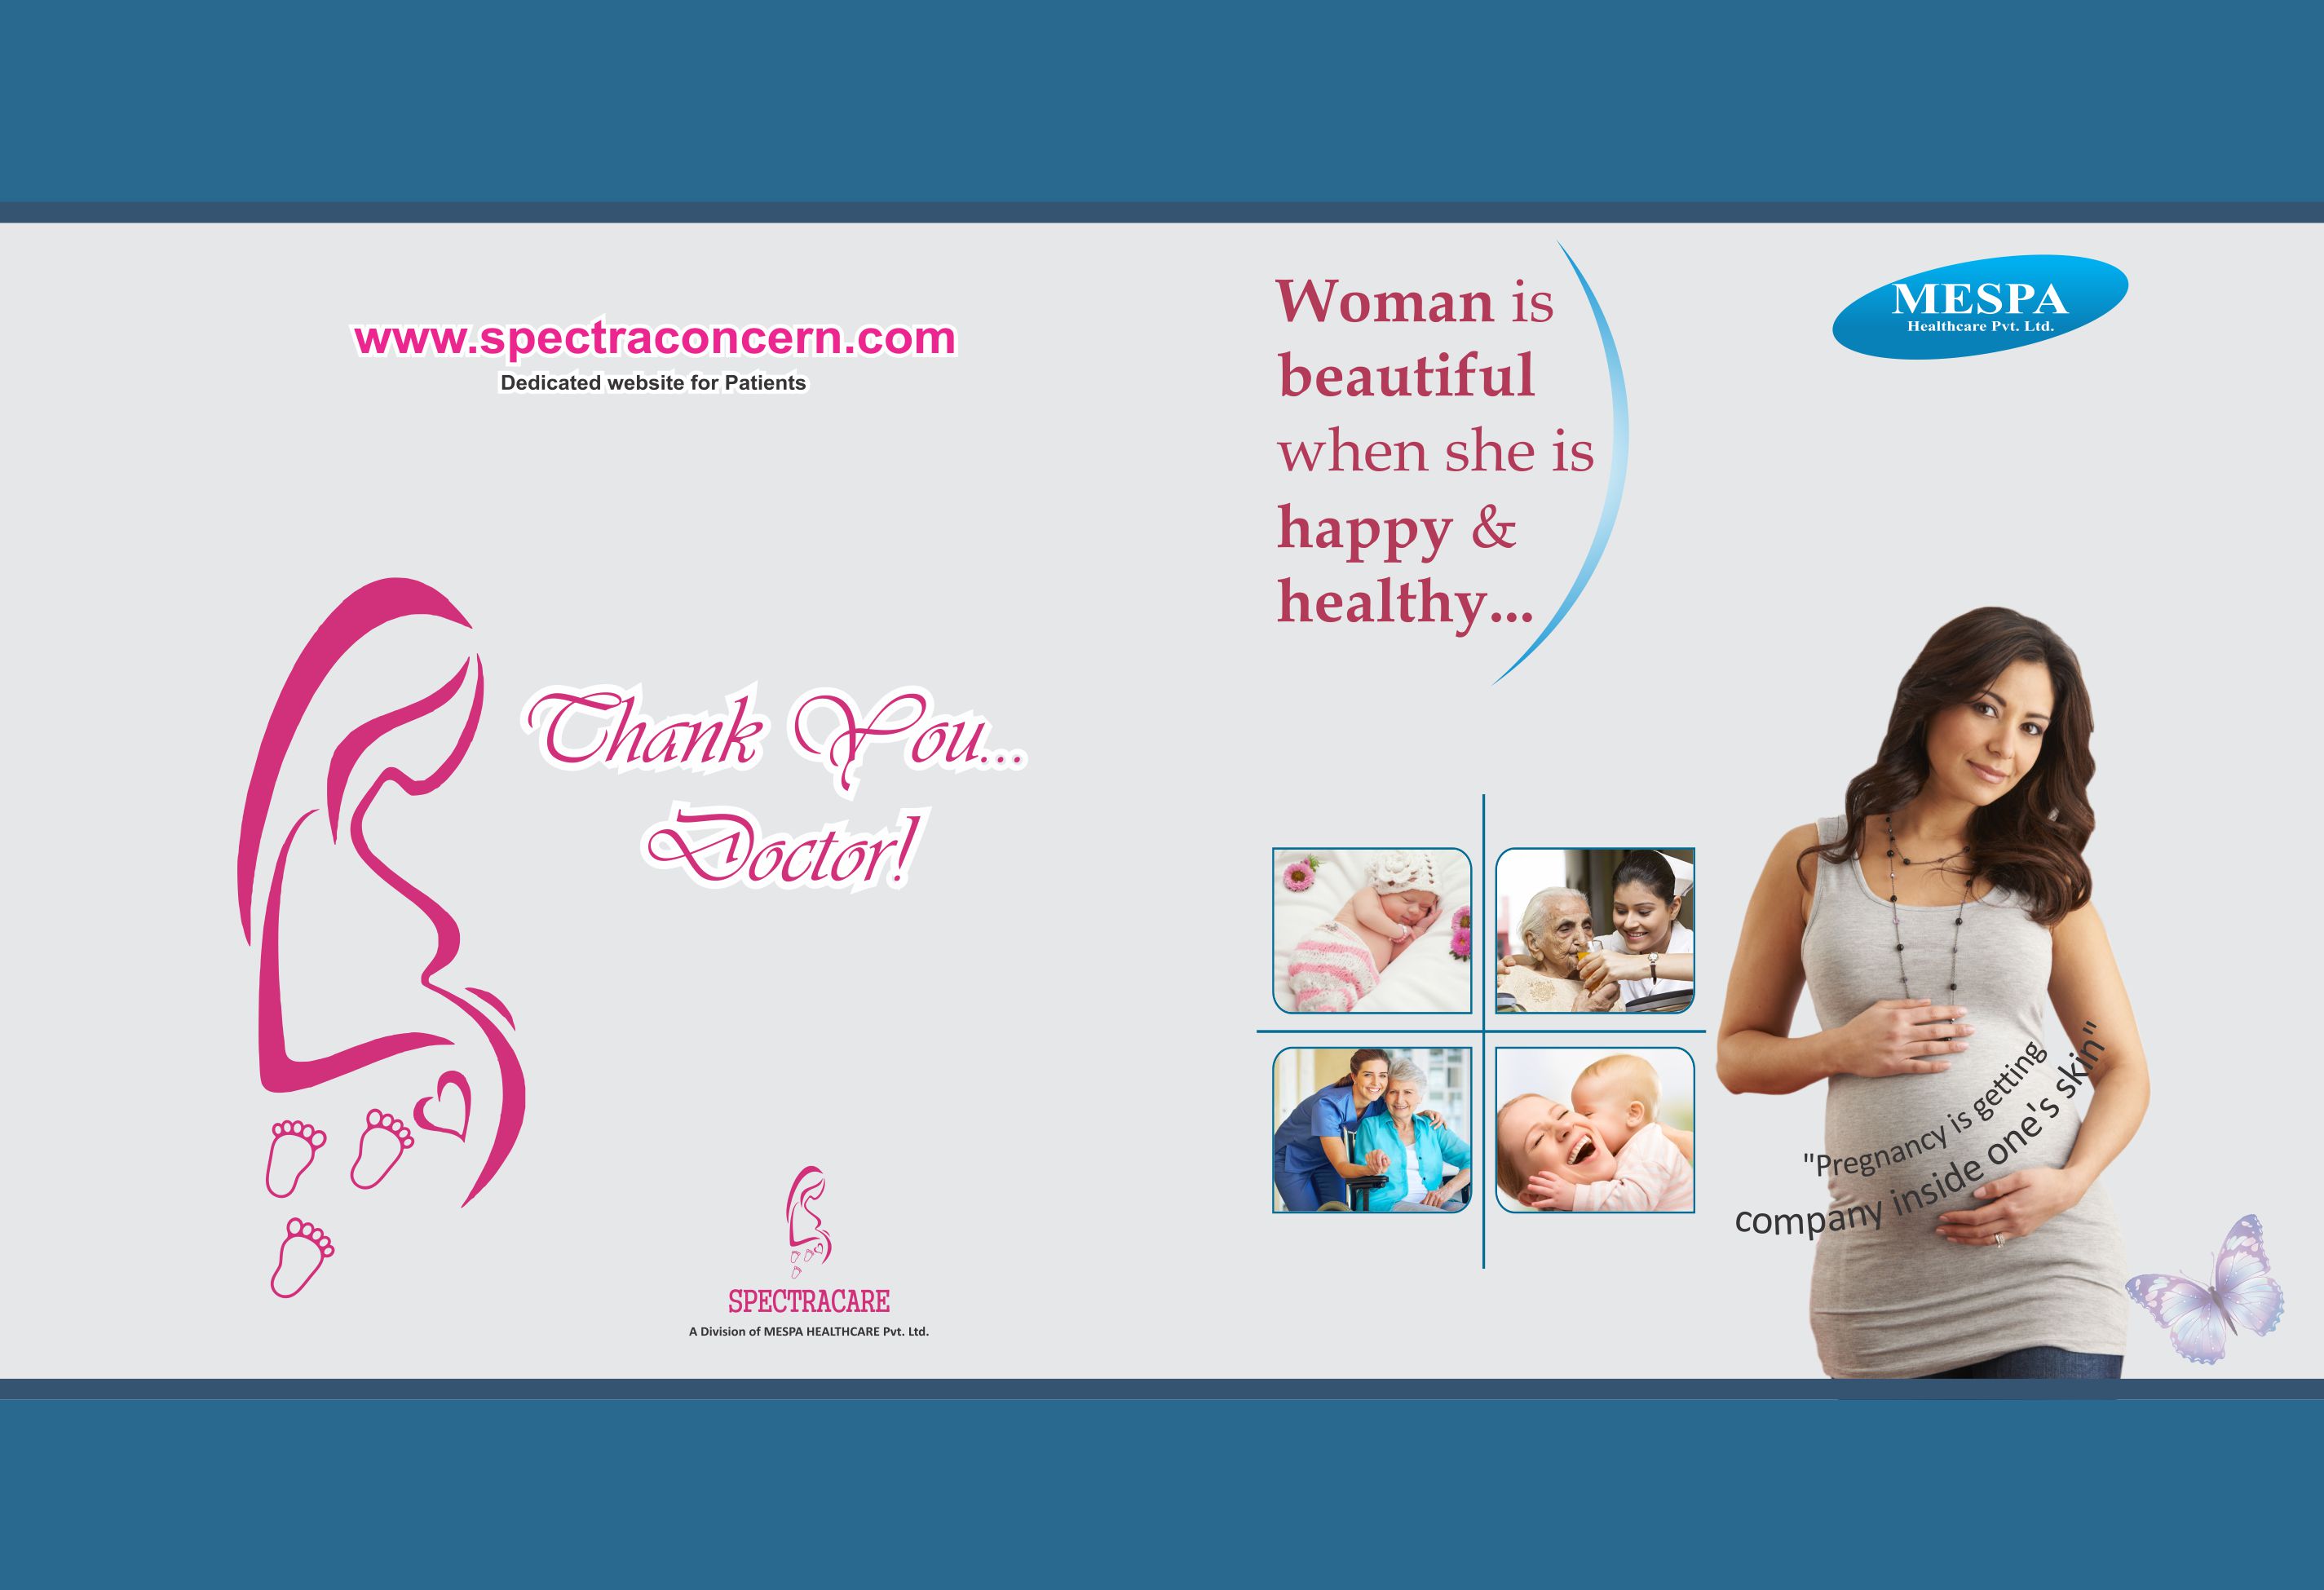 www.spectraconcern.com
Dedicated website for Patients
Thank You...
Doctor!
SPECTRACARE
A Division of MESPA HEALTHCARE Pvt. Ltd.
Woman is
beautiful
when she is
happy &
healthy...
MESPA
Healthcare Pvt. Ltd.
"Pregnancy is getting
company inside one's skin"